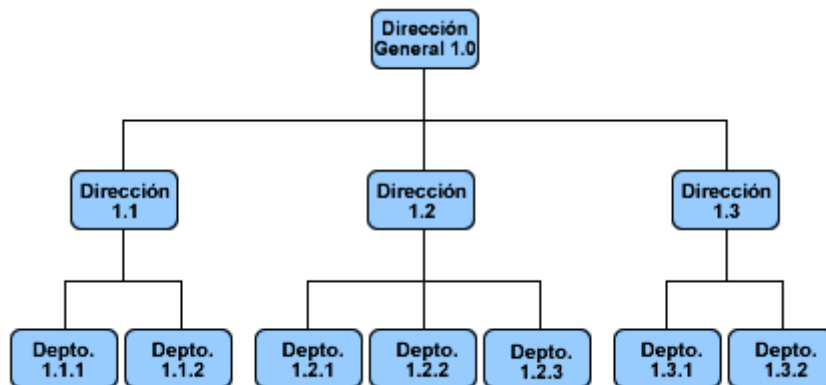 Dirección
General 1.0
Dirección
1.1
Dirección
1.2
Dirección
1.3
Depto.
1.1.1
Depto.
1.1.2
Depto.
1.2.1
Depto.
1.2.2
Depto.
1.2.3
Depto.
1.3.1
Depto.
1.3.2